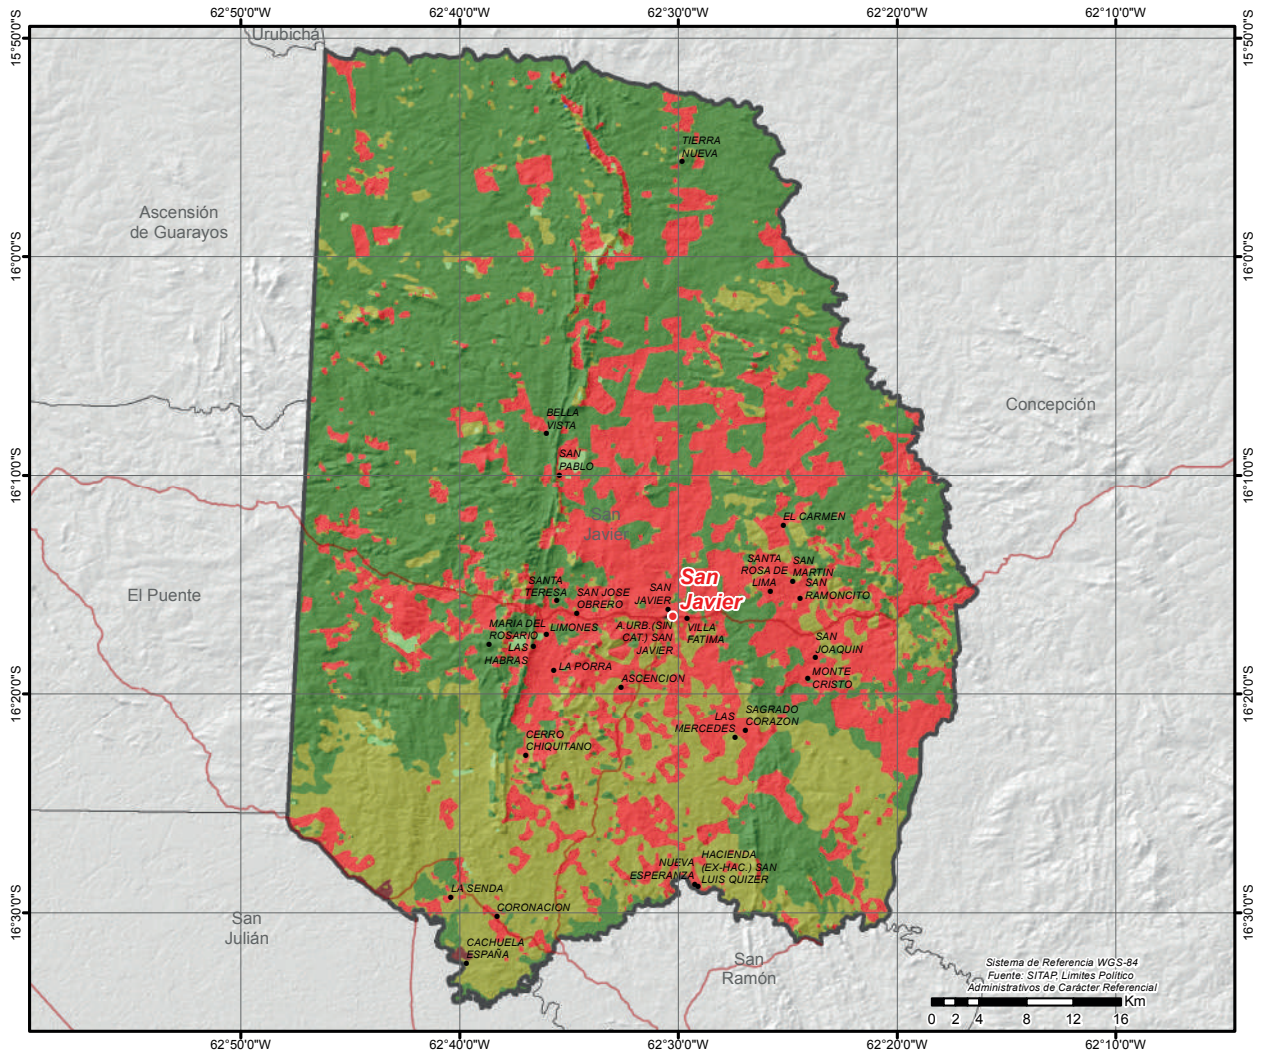 62°50'0"W
62°40'0"W
62°30'0"W
62°20'0"W
62°10'0"W
15°50'0"S
15°50'0"S
Urubichá
TIERRA
NUEVA
Ascensión
de Guarayos
16°0'0"S
16°0'0"S
Concepción
BELLA
VISTA
SAN
PABLO
16°10'0"S
16°10'0"S
San
Javier
EL CARMEN
SANTA
ROSA DE
LIMA
SAN
MARTIN
SAN
RAMONCITO
San
Javier
SAN
JAVIER
SANTA
TERESA
SAN JOSE
OBRERO
El Puente
MARIA DEL
ROSARIO
LIMONES
LAS
HABRAS
A.URB.(SIN
CAT.) SAN
JAVIER
VILLA
FATIMA
SAN
JOAQUIN
LA PORRA
ASCENCION
MONTE
CRISTO
16°20'0"S
16°20'0"S
LAS
MERCEDES
SAGRADO
CORAZON
CERRO
CHIQUITANO
NUEVA
ESPERANZA
HACIENDA
(EX-HAC.) SAN
LUIS QUIZER
LA SENDA
CORONACION
16°30'0"S
16°30'0"S
San
Julián
CACHUELA
ESPAÑA
San
Ramón
Sistema de Referencia WGS-84
Fuente: SITAP, Limites Político
Administrativos de Carácter Referencial
Km
0 2 4 8 12 16
62°50'0"W
62°40'0"W
62°30'0"W
62°20'0"W
62°10'0"W